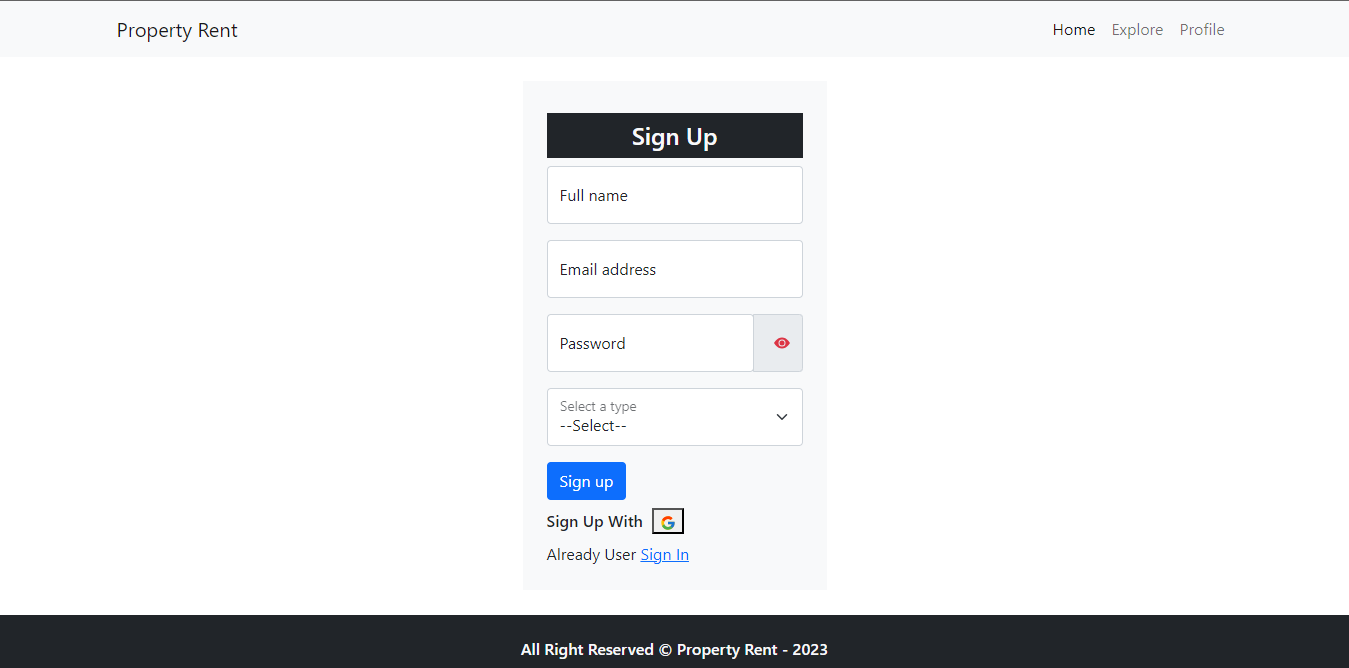 Property Rent
Home Explore Profile
Sign Up
Full name
Email address
Password
Select a type
--Select--
Sign up
Sign Up With
Already User Sign In
All Right Reserved © Property Rent - 2023